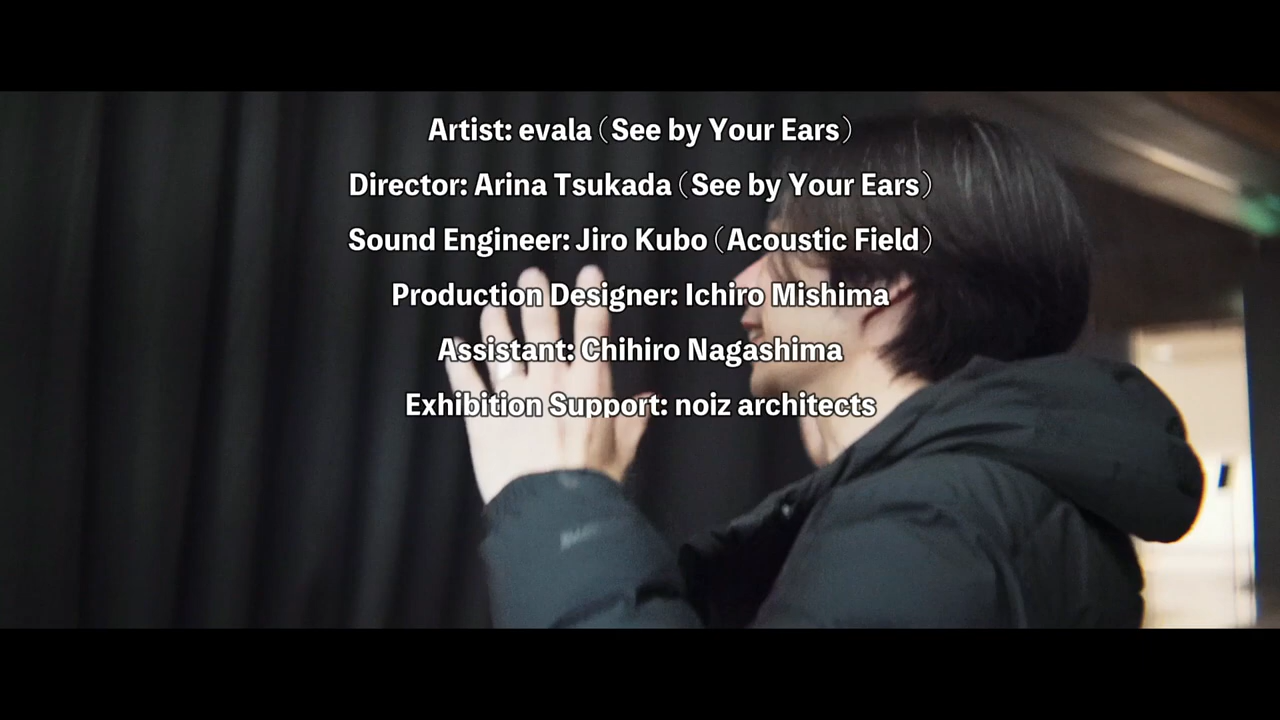 Artist: evala（See by Your Ears）
Director: Arina Tsukada（See by Your Ears）
Sound Engineer: Jiro Kubo（Acoustic Field）
Production Designer: Ichiro Mishima
Assistant: Chihiro Nagashima
Exhibition Support: noiz architects